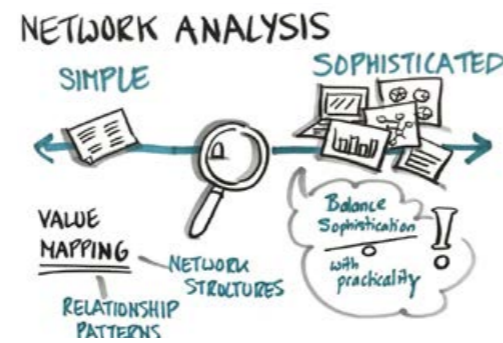 NETWORK ANALYSIS
SIMPLE
SOPHISTICATED
Balance
Sophistication
with
practicality
!
VALUE
MAPPING
NETWORK
STRUCTURES
RELATIONSHIP
PATTERNS